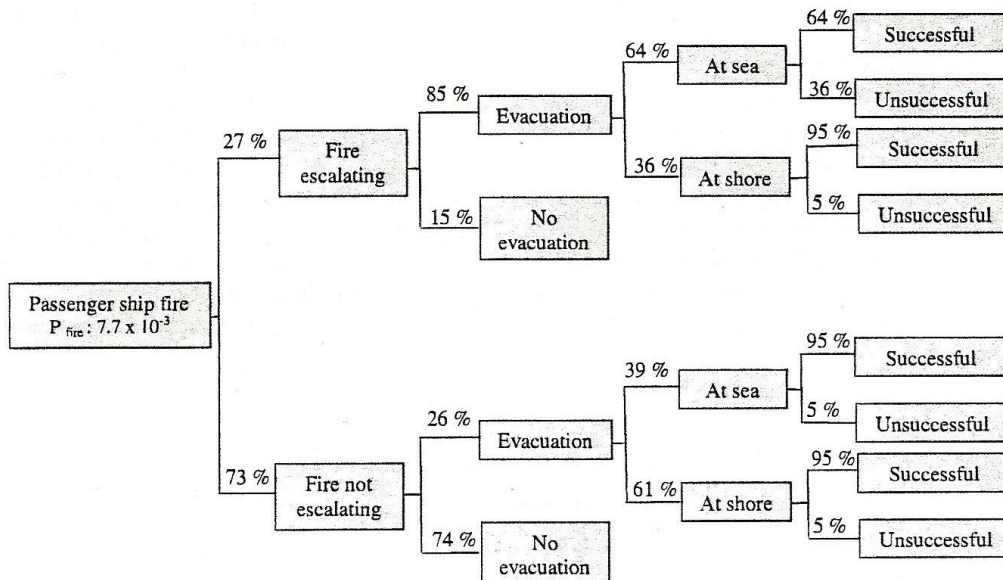 64 %
Successful
64 %
At sea
36 %
Unsuccessful
85 %
Evacuation
95 %
Successful
27 %
Fire
escalating
36 %
At shore
5 %
Unsuccessful
15 %
No
evacuation
Passenger ship fire
P fire : 7.7 x 10-3
95 %
Successful
39 %
At sea
5 %
Unsuccessful
26 %
Evacuation
95 %
Successful
73 %
Fire not
escalating
61 %
At shore
5 %
Unsuccessful
74 %
No
evacuation